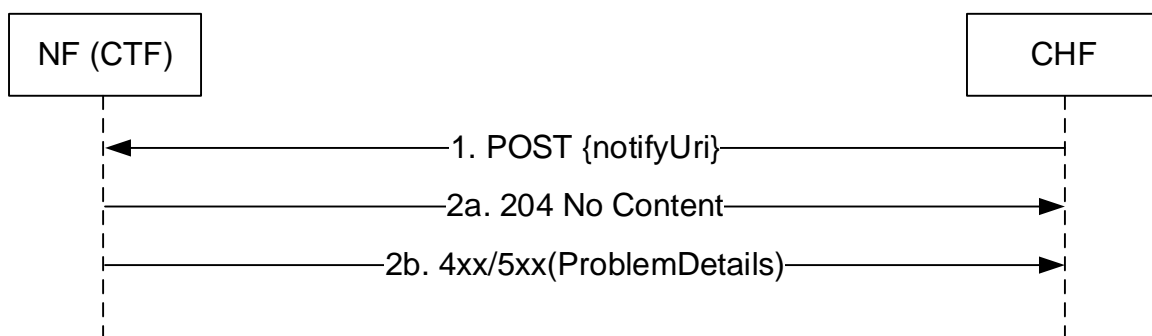 NF (CTF)
CHF
1. POST {notifyUri}
2a. 204 No Content
2b. 4xx/5xx(ProblemDetails)